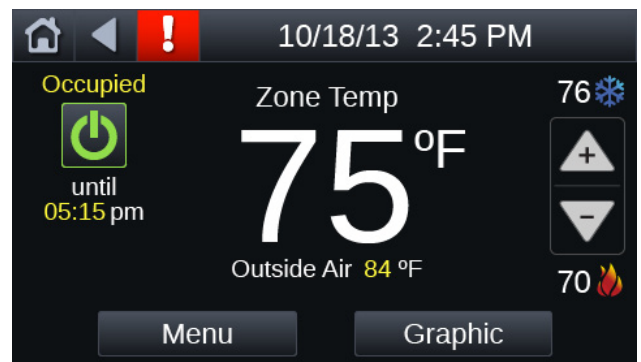 ! 10/18/13 2:45 PM
Occupied
until
05:15 pm
Zone Temp
75 ºF
Outside Air 84 ºF
76
+
−
70
Menu Graphic